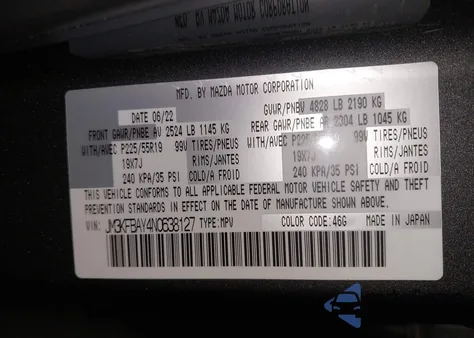 MFD. BY MAZDA MOTOR CORPORATION
DATE 06/22 GVWR/PNBV 4828 LB 2190 KG
FRONT GAWR/PNBE AV 2524 LB 1145 KG REAR GAWR/PNBE AR 2304 LB 1045 KG
WITH/AVEC P225/55R19 99V TIRES/PNEUS WITH/AVEC P225 99V TIRES/PNEUS
19X7J RIMS/JANTES 19X7J RIMS/JANTES
240 KPA/35 PSI COLD/A FROID 240 KPA/35 PSI COLD/A FROID
THIS VEHICLE CONFORMS TO ALL APPLICABLE FEDERAL MOTOR VEHICLE SAFETY AND THEFT
PREVENTION STANDARDS IN EFFECT ON THE DATE OF MANUFACTURE SHOWN ABOVE.
VIN: JM3KFBAY4N0638127 TYPE:MPV COLOR CODE:46G MADE IN JAPAN